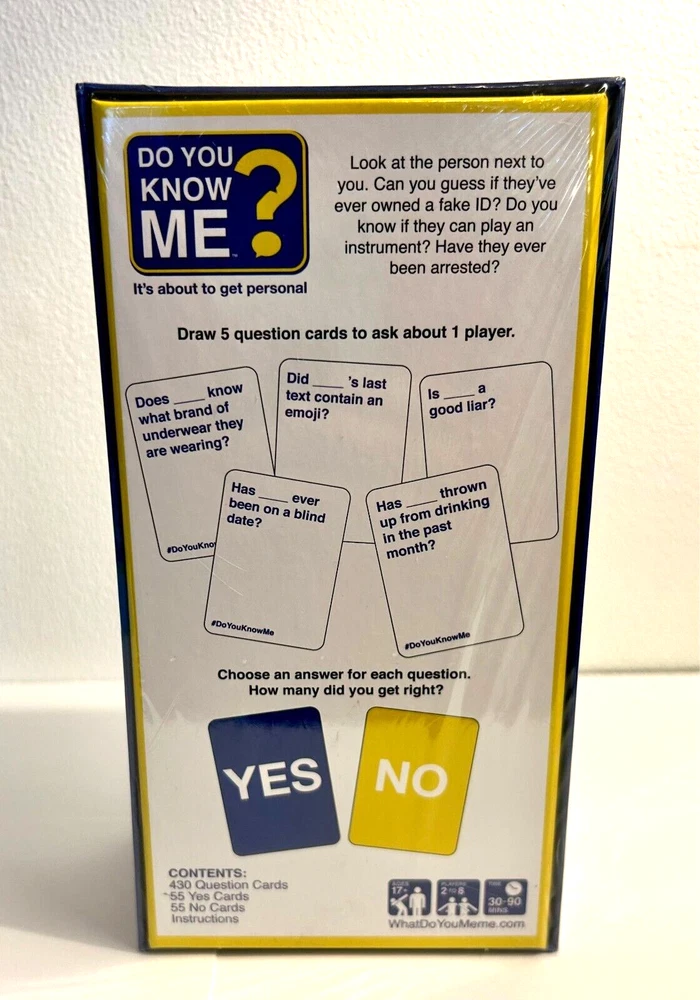 DO YOU
KNOW
ME ?
™
It's about to get personal
Look at the person next to
you. Can you guess if they've
ever owned a fake ID? Do you
know if they can play an
instrument? Have they ever
been arrested?
Draw 5 question cards to ask about 1 player.
Does ____ know
what brand of
underwear they
are wearing?
#DoYouKno
Did ____ 's last
text contain an
emoji?
Is ____ a
good liar?
Has ____ ever
been on a blind
date?
#DoYouKnowMe
Has ____ thrown
up from drinking
in the past
month?
#DoYouKnowMe
Choose an answer for each question.
How many did you get right?
YES
NO
CONTENTS:
430 Question Cards
55 Yes Cards
55 No Cards
Instructions
AGES
17+
PLAYERS
2 TO 8
TIME
30-90
MINS
WhatDoYouMeme.com